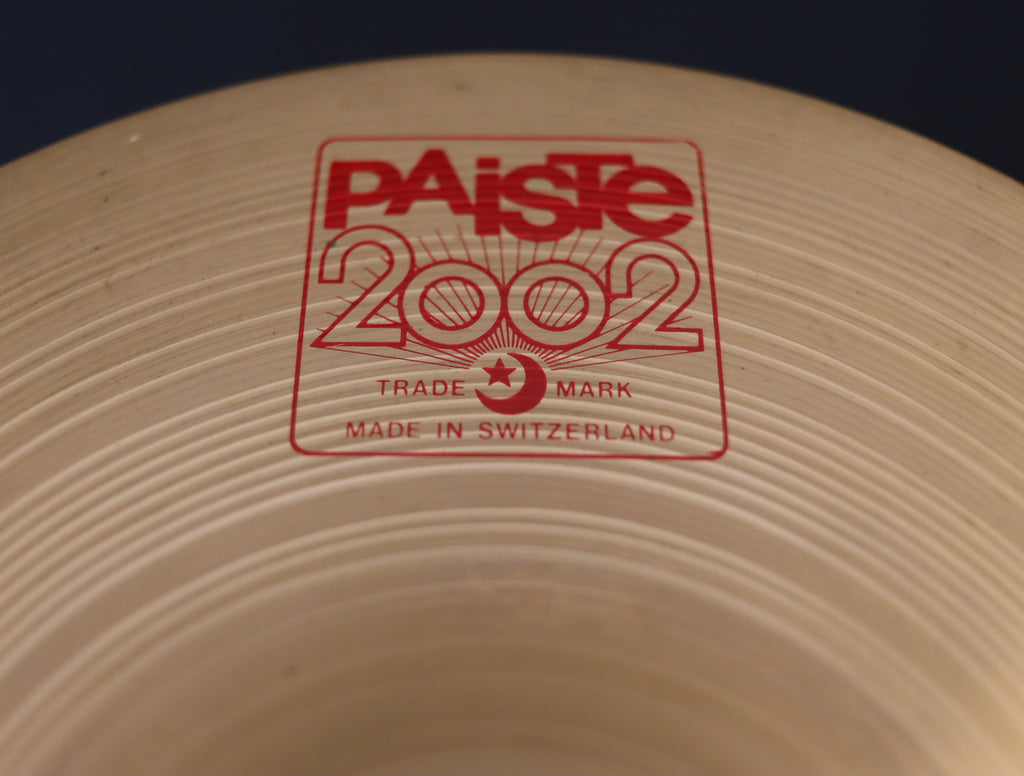 PAiSTe
2002
TRADE MARK
MADE IN SWITZERLAND